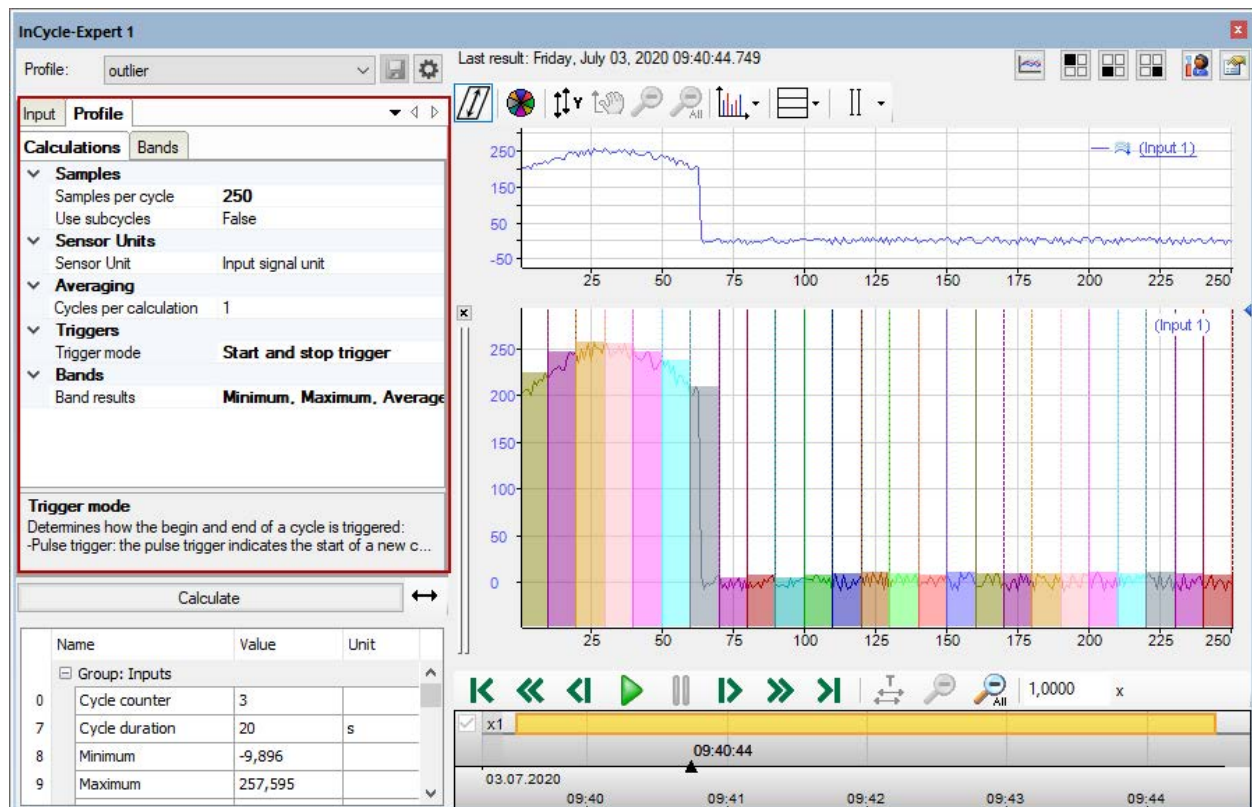 InCycle-Expert 1
Profile: outlier
Last result: Friday, July 03, 2020 09:40:44.749
Input Profile
Calculations Bands
Samples
Samples per cycle 250
Use subcycles False
Sensor Units
Sensor Unit Input signal unit
Averaging
Cycles per calculation 1
Triggers
Trigger mode Start and stop trigger
Bands
Band results Minimum, Maximum, Average
Trigger mode
Determines how the begin and end of a cycle is triggered:
-Pulse trigger: the pulse trigger indicates the start of a new c...
Calculate
Name Value Unit
Group: Inputs
0 Cycle counter 3
7 Cycle duration 20 s
8 Minimum -9,896
9 Maximum 257,595
Y All
(Input 1)
250
150
50
-50
25 50 75 100 125 150 175 200 225 250
(Input 1)
250
200
150
100
50
0
25 50 75 100 125 150 175 200 225 250
T All 1,0000 x
x1
09:40:44
03.07.2020
09:40 09:41 09:42 09:43 09:44